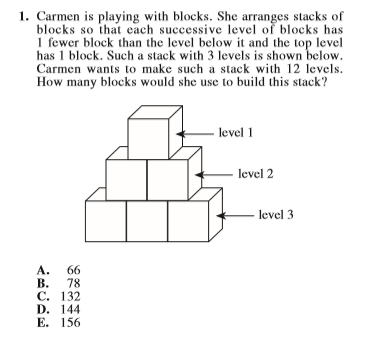 1. Carmen is playing with blocks. She arranges stacks of
blocks so that each successive level of blocks has
1 fewer block than the level below it and the top level
has 1 block. Such a stack with 3 levels is shown below.
Carmen wants to make such a stack with 12 levels.
How many blocks would she use to build this stack?
level 1
level 2
level 3
A. 66
B. 78
C. 132
D. 144
E. 156